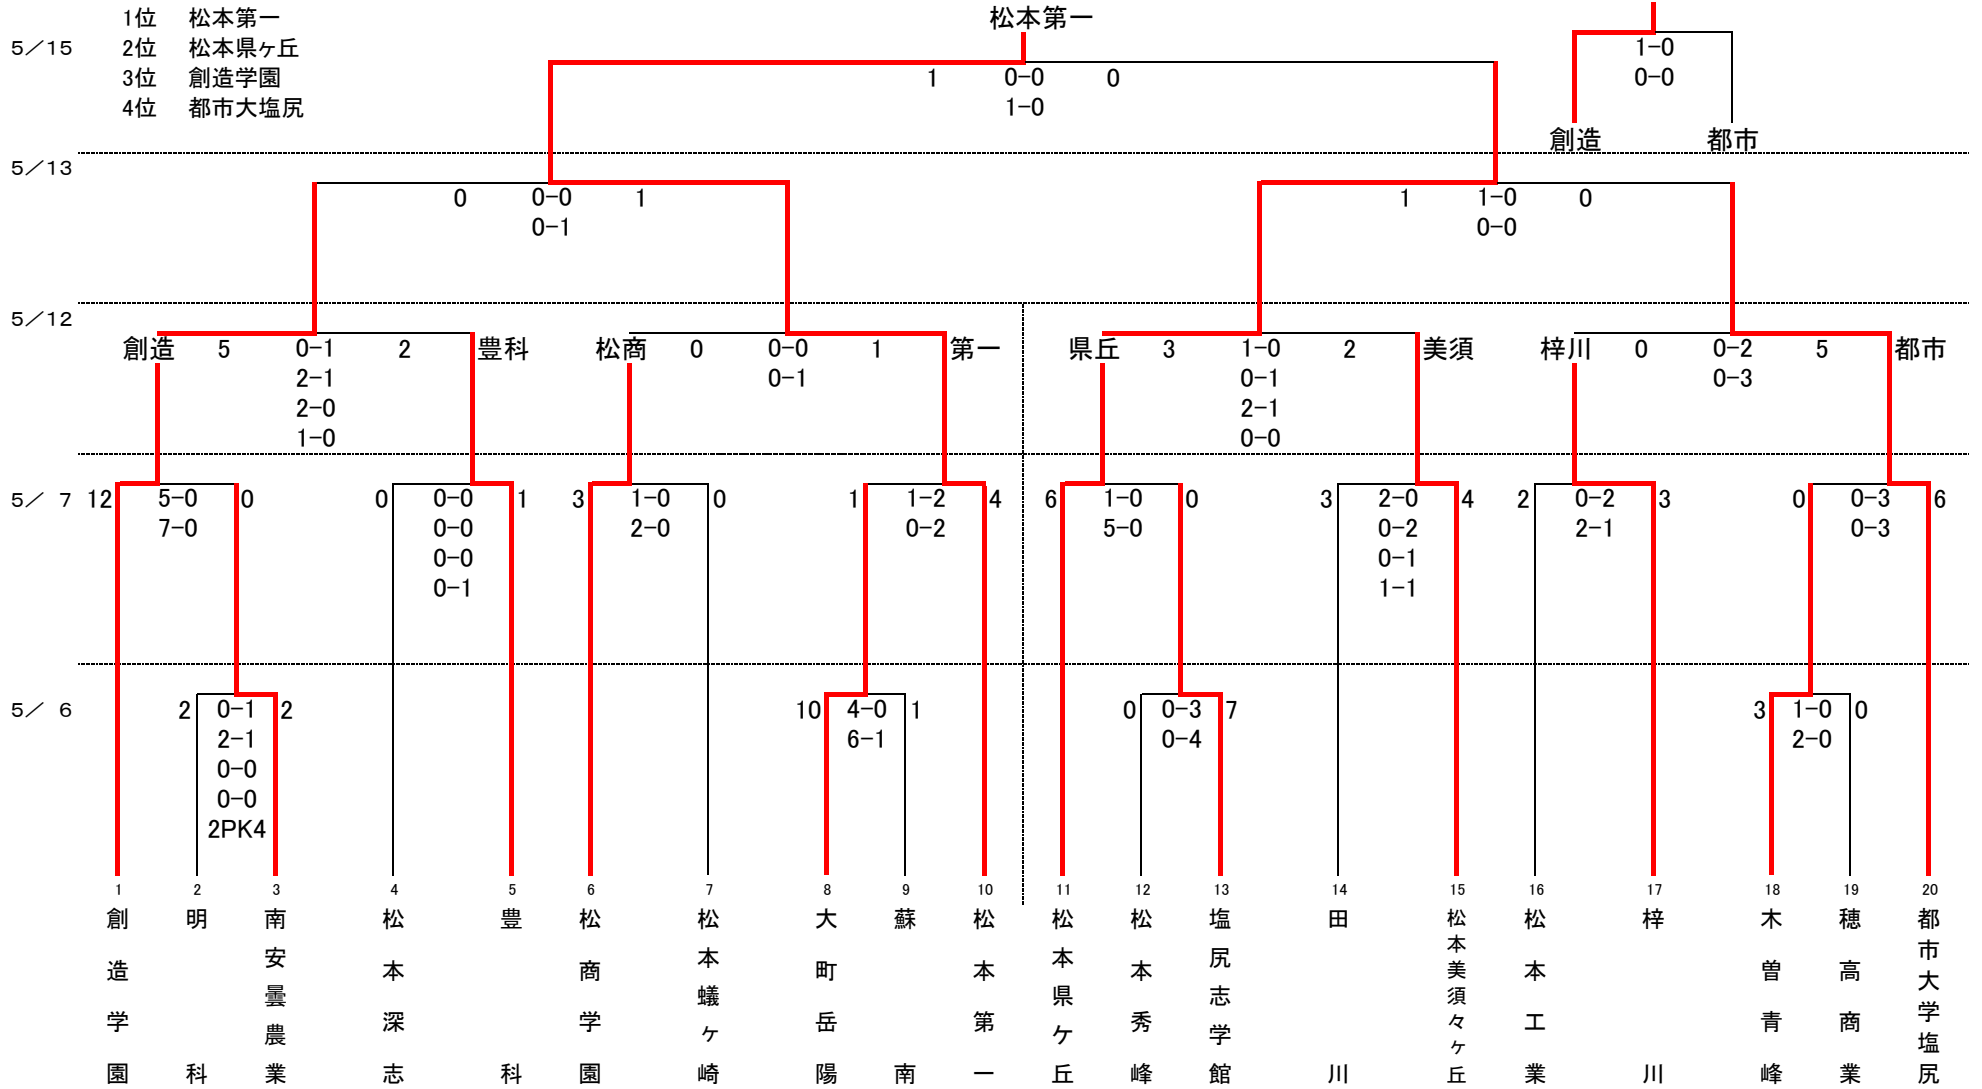 1位 松本第一
2位 松本県ヶ丘
3位 創造学園
4位 都市大塩尻
5／15
松本第一
1 0-0 0
1-0
1-0
0-0
創造 都市
5／13
0 0-0 1
0-1
1 1-0 0
0-0
5／12
創造 5 0-1 2 豊科
2-1
2-0
1-0
松商 0 0-0 1 第一
0-1
県丘 3 1-0 2 美須
0-1
2-1
0-0
梓川 0 0-2 5 都市
0-3
5／ 7
12 5-0 0
7-0
0 0-0 1
0-0
0-0
0-1
3 1-0 0
2-0
1 1-2 4
0-2
6 1-0 0
5-0
3 2-0 4
0-2
0-1
1-1
2 0-2 3
2-1
0 0-3 6
0-3
5／ 6
2 0-1 2
2-1
0-0
0-0
2PK4
10 4-0 1
6-1
0 0-3 7
0-4
3 1-0 0
2-0
1 創造学園
2 明科
3 南安曇農業
4 松本深志
5 豊科
6 松商学園
7 松本蟻ヶ崎
8 大町岳陽
9 蘇南
10 松本第一
11 松本県ケ丘
12 松本秀峰
13 塩尻志学館
14 田川
15 松本美須々ヶ丘
16 松本工業
17 梓川
18 木曽青峰
19 穂高商業
20 都市大学塩尻